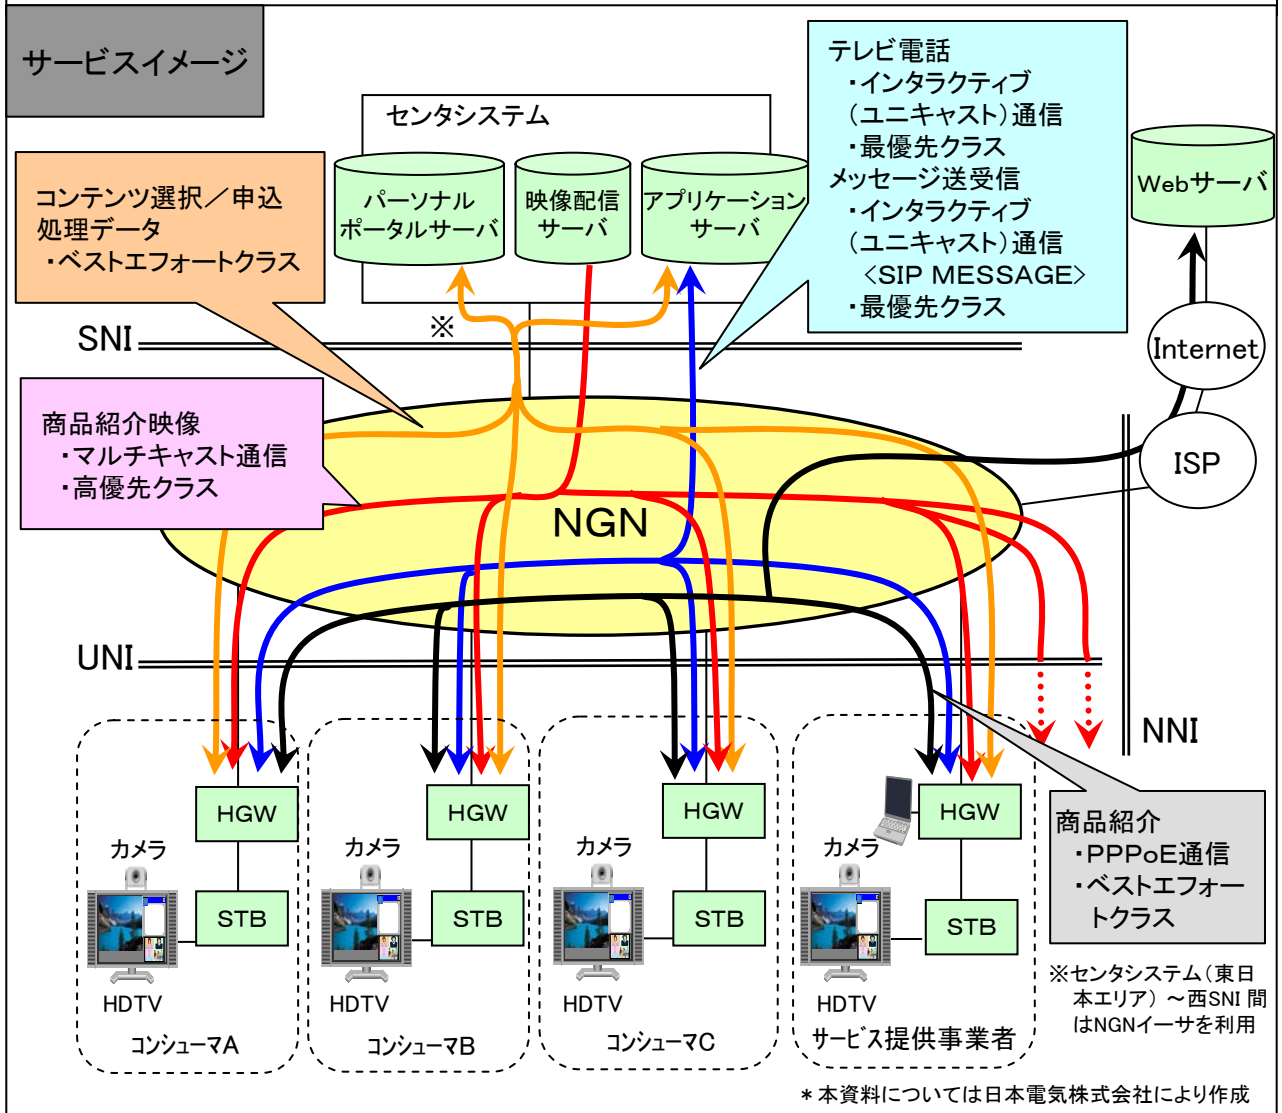 サービスイメージ
センタシステム
パーソナル
ポータルサーバ
映像配信
サーバ
アプリケーション
サーバ
テレビ電話
・インタラクティブ
(ユニキャスト)通信
・最優先クラス
メッセージ送受信
・インタラクティブ
(ユニキャスト)通信
<SIP MESSAGE>
・最優先クラス
Webサーバ
コンテンツ選択／申込
処理データ
・ベストエフォートクラス
※
SNI
Internet
商品紹介映像
・マルチキャスト通信
・高優先クラス
ISP
NGN
UNI
NNI
HGW
カメラ
STB
HDTV
コンシューマA
HGW
カメラ
STB
HDTV
コンシューマB
HGW
カメラ
STB
HDTV
コンシューマC
HGW
カメラ
STB
HDTV
サービス提供事業者
商品紹介
・PPPoE通信
・ベストエフォー
トクラス
※センタシステム(東日
本エリア) ～西SNI 間
はNGNイーサを利用
*本資料については日本電気株式会社により作成